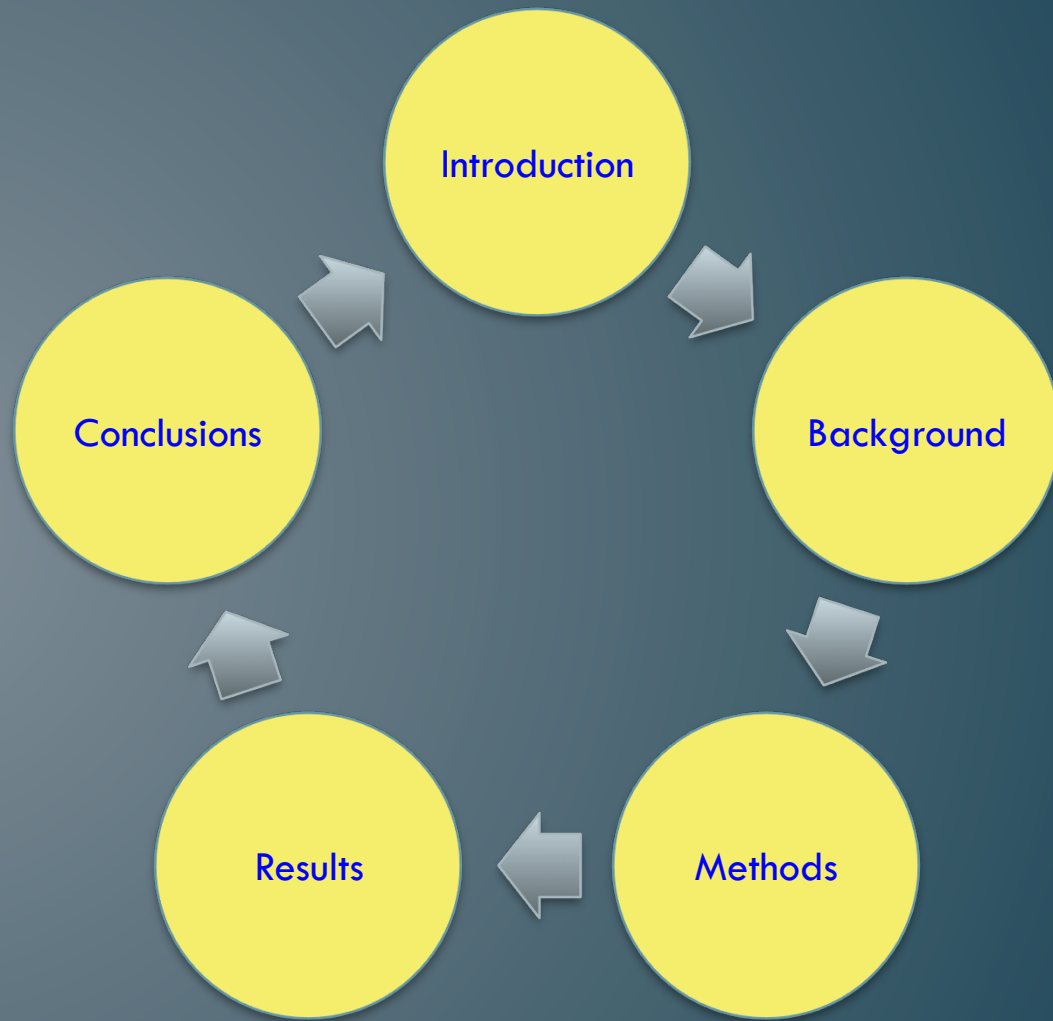 Introduction
Background
Methods
Results
Conclusions